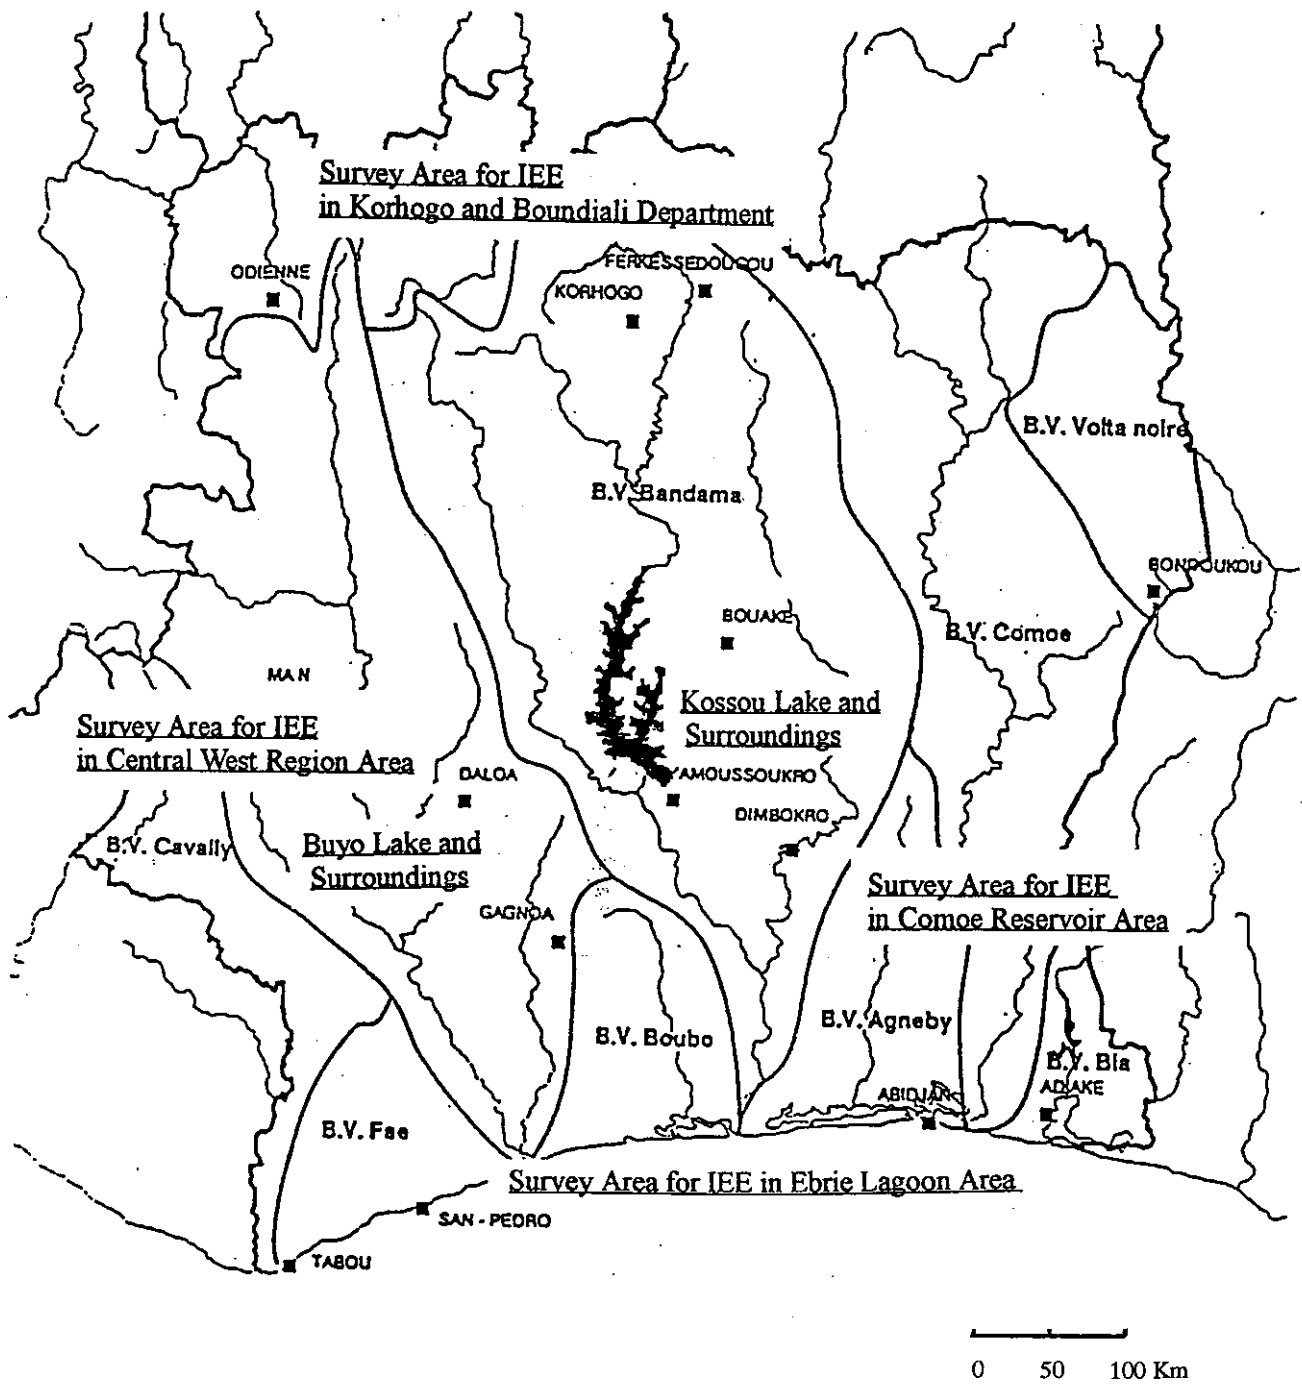 Survey Area for IEE
in Korhogo and Boundiali Department
ODIENNE
FERKESSEDOUGOU
KORHOGO
B.V. Volta noire
B.V. Bandama
BONDOUKOU
BOUAKE
B.V. Comoe
MAN
Kossou Lake and
Surroundings
Survey Area for IEE
in Central West Region Area
DALOA
AMOUSSOUKRO
DIMBOKRO
B.V. Cavally
Buyo Lake and
Surroundings
Survey Area for IEE
in Comoe Reservoir Area
GAGNOA
B.V. Agneby
B.V. Boubo
B.V. Bia
ABIDJAN
ADIAKE
B.V. Fae
Survey Area for IEE in Ebrie Lagoon Area
SAN-PEDRO
TABOU
0 50 100 Km